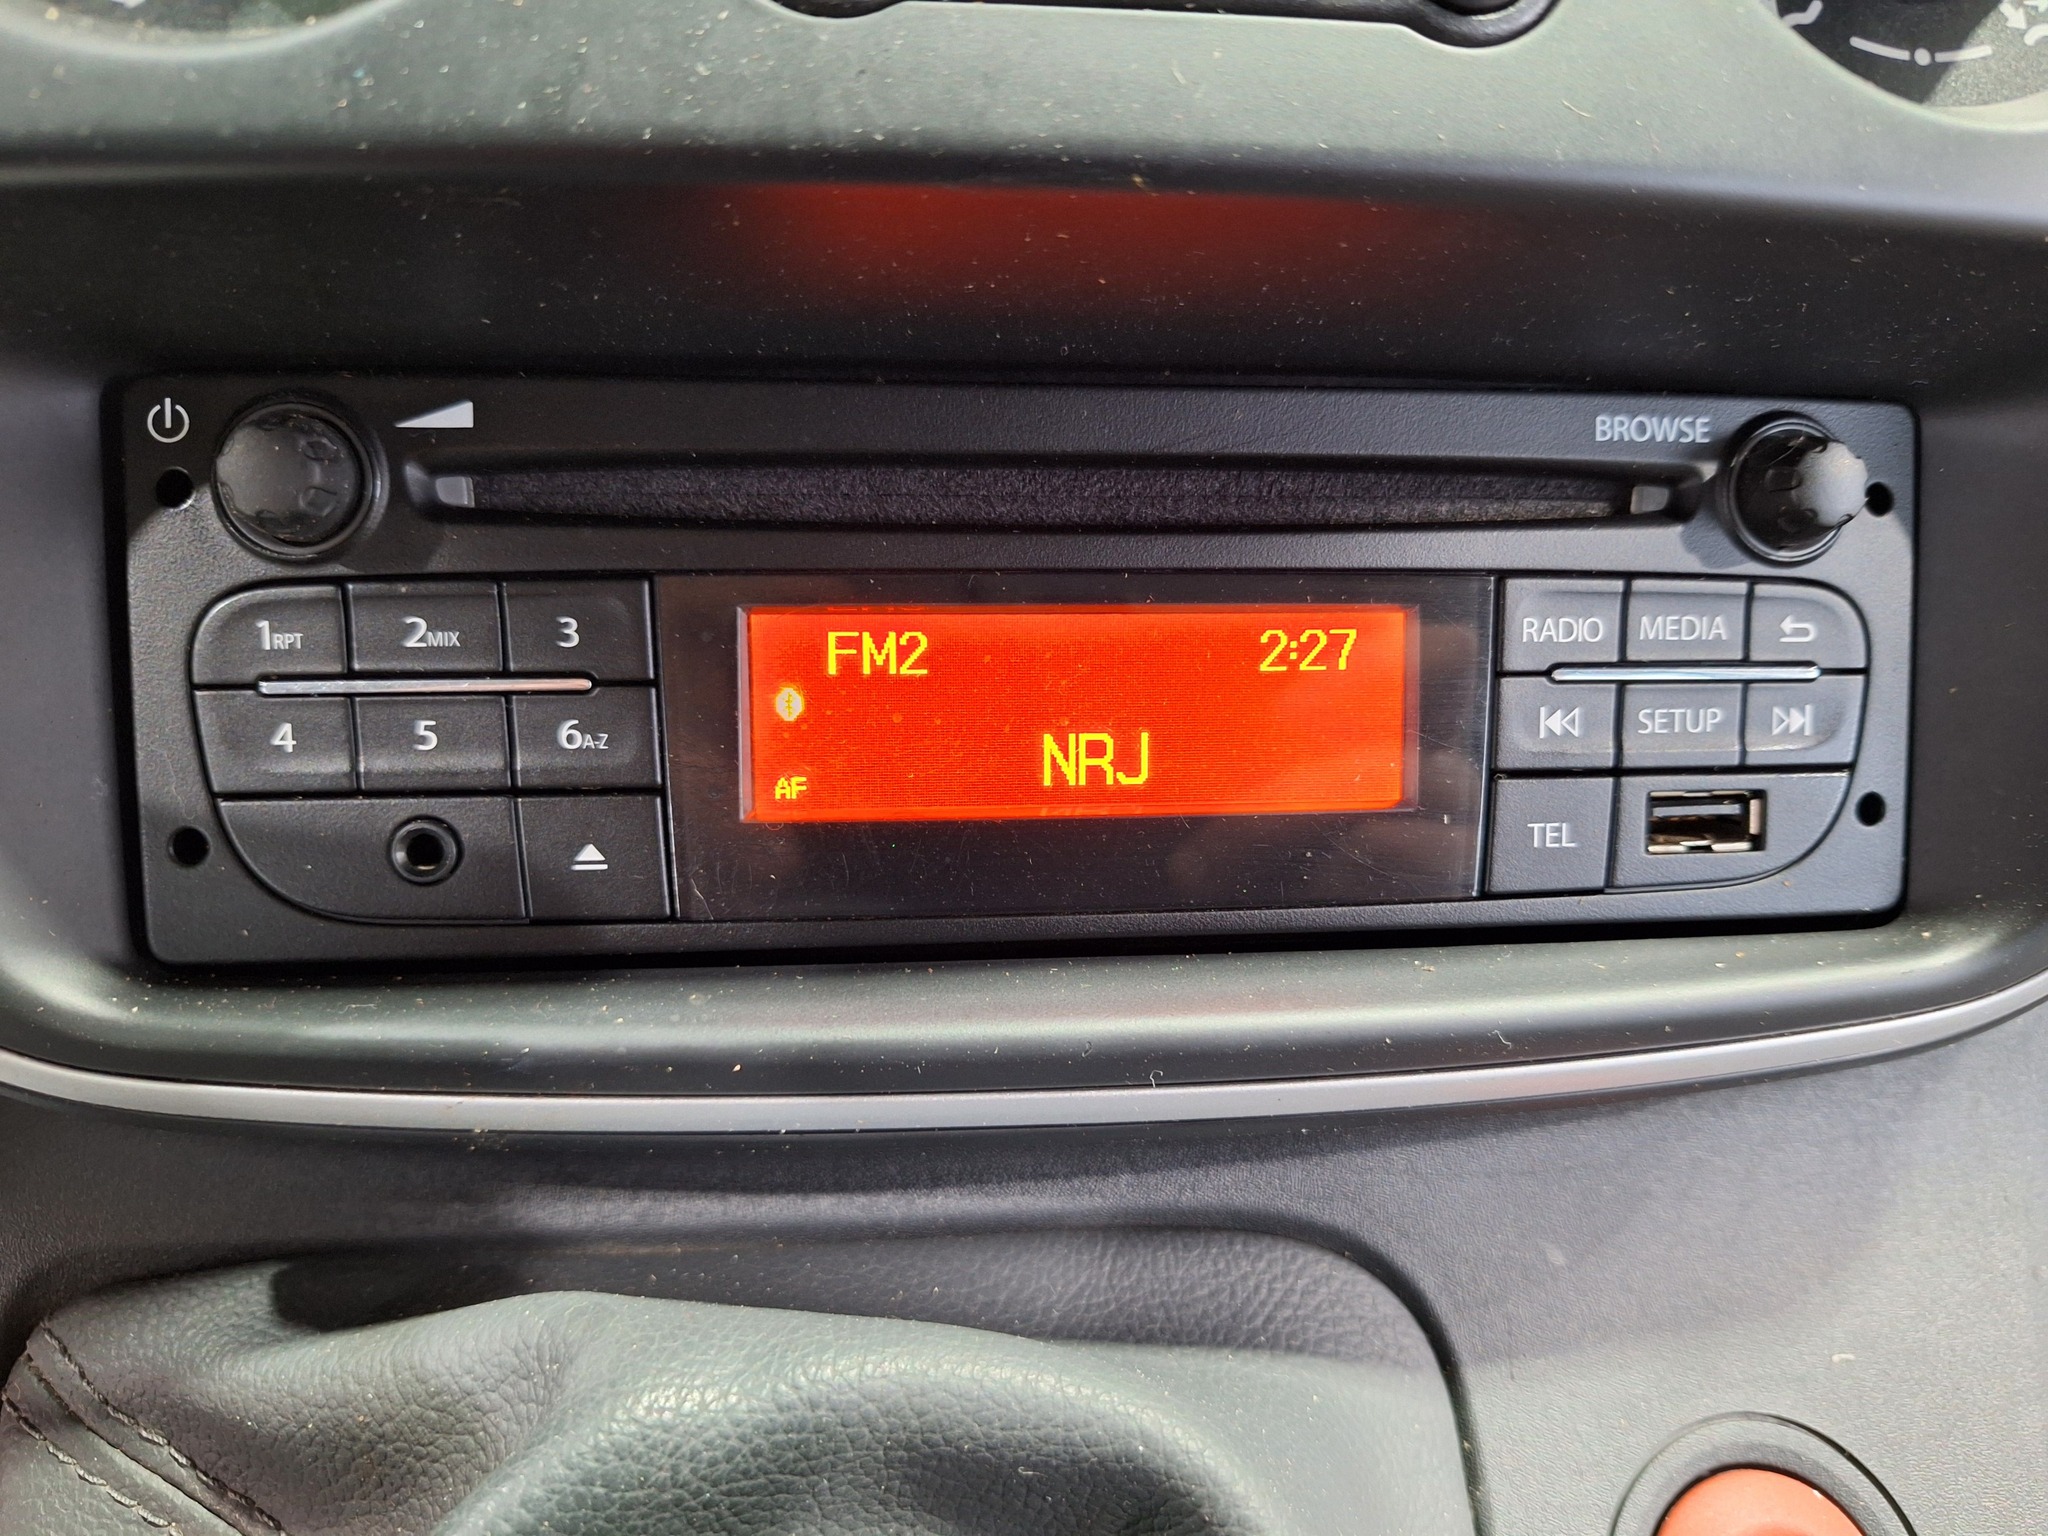 BROWSE
1RPT 2MIX 3
4 5 6A-Z
FM2 2:27
NRJ
AF
RADIO MEDIA
SETUP
TEL